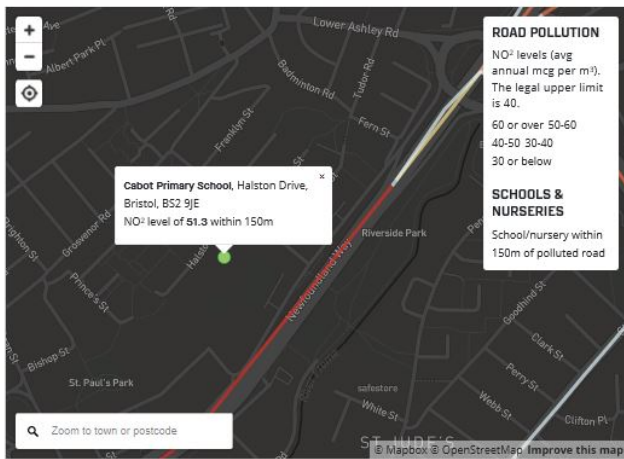 +
−
Lower Ashley Rd
Albert Park Pl
Badmington Rd
Tudor Rd
Fern St
Franklyn St
ROAD POLLUTION
NO² levels (avg
annual mcg per m³).
The legal upper limit
is 40.
60 or over 50-60
40-50 30-40
30 or below
SCHOOLS &
NURSERIES
School/nursery within
150m of polluted road
×
Cabot Primary School, Halston Drive,
Bristol, BS2 9JE
NO² level of 51.3 within 150m
Grosvenor Rd
Brighton St
Prince's St
Riverside Park
Newfoundland Way
Goodhind St
Clark St
Perry St
Webb St
Clifton Pl
Bishop St
St. Paul's Park
safestore
White St
ST JUDE'S
Zoom to town or postcode
© Mapbox © OpenStreetMap Improve this map